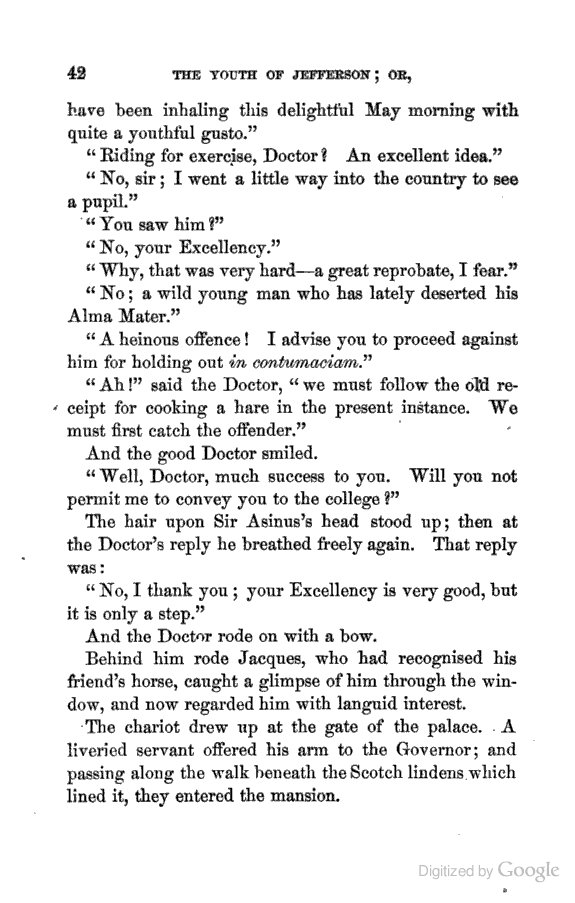 42 THE YOUTH OF JEFFERSON; OR,
have been inhaling this delightful May morning with
quite a youthful gusto."
"Riding for exercise, Doctor? An excellent idea."
"No, sir; I went a little way into the country to see
a pupil."
"You saw him?"
"No, your Excellency."
"Why, that was very hard—a great reprobate, I fear."
"No; a wild young man who has lately deserted his
Alma Mater."
"A heinous offence! I advise you to proceed against
him for holding out in contumaciam."
"Ah!" said the Doctor, "we must follow the old re-
ceipt for cooking a hare in the present instance. We
must first catch the offender."
And the good Doctor smiled.
"Well, Doctor, much success to you. Will you not
permit me to convey you to the college?"
The hair upon Sir Asinus's head stood up; then at
the Doctor's reply he breathed freely again. That reply
was:
"No, I thank you; your Excellency is very good, but
it is only a step."
And the Doctor rode on with a bow.
Behind him rode Jacques, who had recognised his
friend's horse, caught a glimpse of him through the win-
dow, and now regarded him with languid interest.
The chariot drew up at the gate of the palace. A
liveried servant offered his arm to the Governor; and
passing along the walk beneath the Scotch lindens which
lined it, they entered the mansion.
Digitized by Google